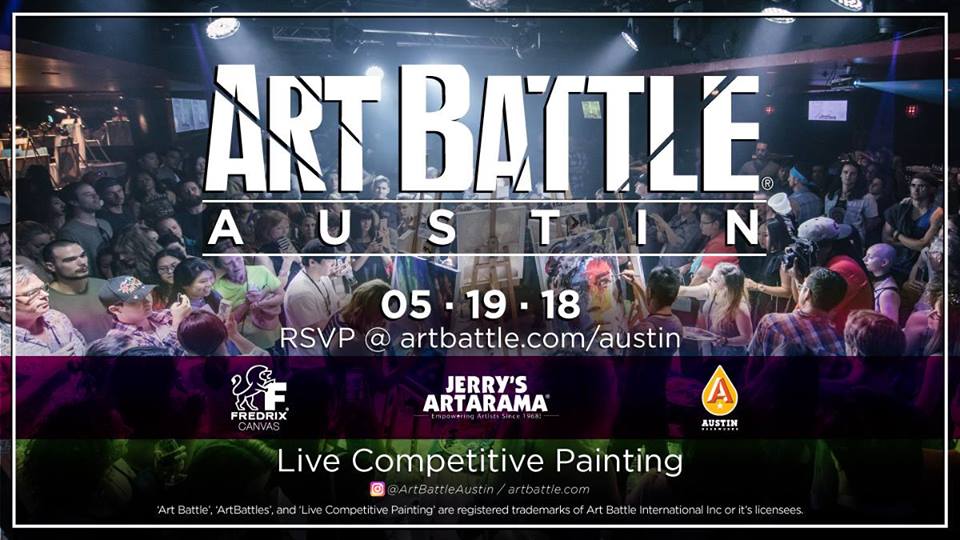 ART BATTLE®
AUSTIN
05 · 19 · 18
RSVP @ artbattle.com/austin
F
FREDRIX®
CANVAS
JERRY'S
ARTARAMA®
Empowering Artists Since 1968!
A
AUSTIN
BEERWORKS
Live Competitive Painting
@ArtBattleAustin / artbattle.com
'Art Battle', 'ArtBattles', and 'Live Competitive Painting' are registered trademarks of Art Battle International Inc or it's licensees.